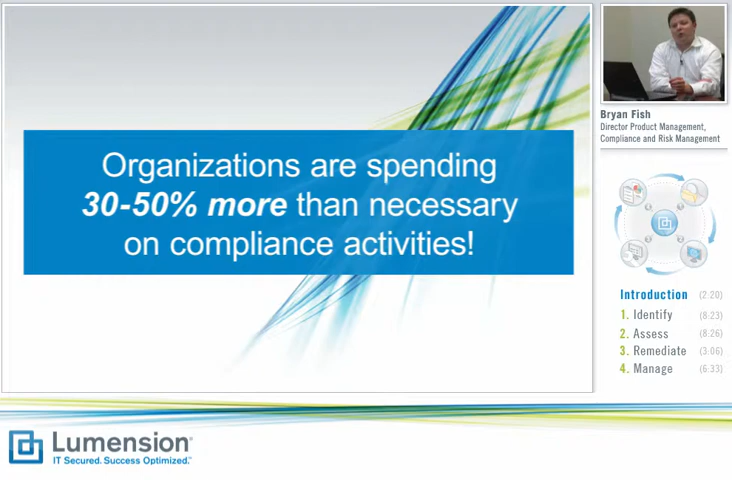 Organizations are spending
30-50% more than necessary
on compliance activities!
Bryan Fish
Director Product Management,
Compliance and Risk Management
Introduction (2:20)
1. Identify (8:23)
2. Assess (8:26)
3. Remediate (3:06)
4. Manage (6:33)
Lumension
IT Secured. Success Optimized.™